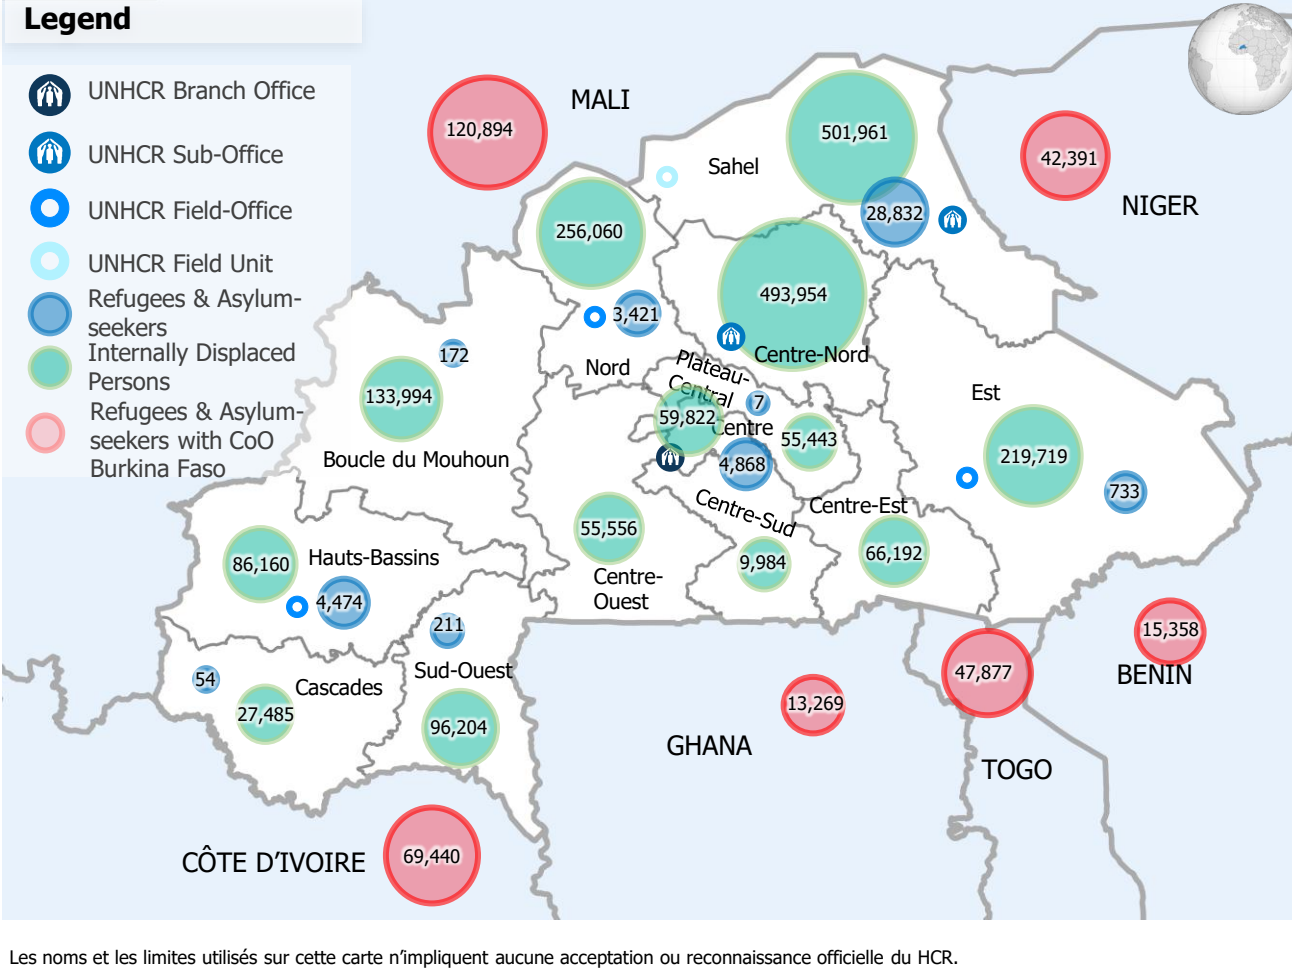 Legend
UNHCR Branch Office
UNHCR Sub-Office
UNHCR Field-Office
UNHCR Field Unit
Refugees & Asylum-
seekers
Internally Displaced
Persons
Refugees & Asylum-
seekers with CoO
Burkina Faso
120,894
MALI
501,961
Sahel
42,391
NIGER
28,832
256,060
493,954
3,421
Nord
Centre-Nord
172
133,994
Boucle du Mouhoun
Plateau-
Central
7
59,822
Centre
55,443
4,868
Est
219,719
733
Centre-Sud
Centre-Est
55,556
Centre-
Ouest
9,984
66,192
86,160
Hauts-Bassins
4,474
211
Sud-Ouest
54
Cascades
27,485
96,204
15,358
BENIN
47,877
13,269
GHANA
TOGO
CÔTE D’IVOIRE
69,440
Les noms et les limites utilisés sur cette carte n’impliquent aucune acceptation ou reconnaissance officielle du HCR.